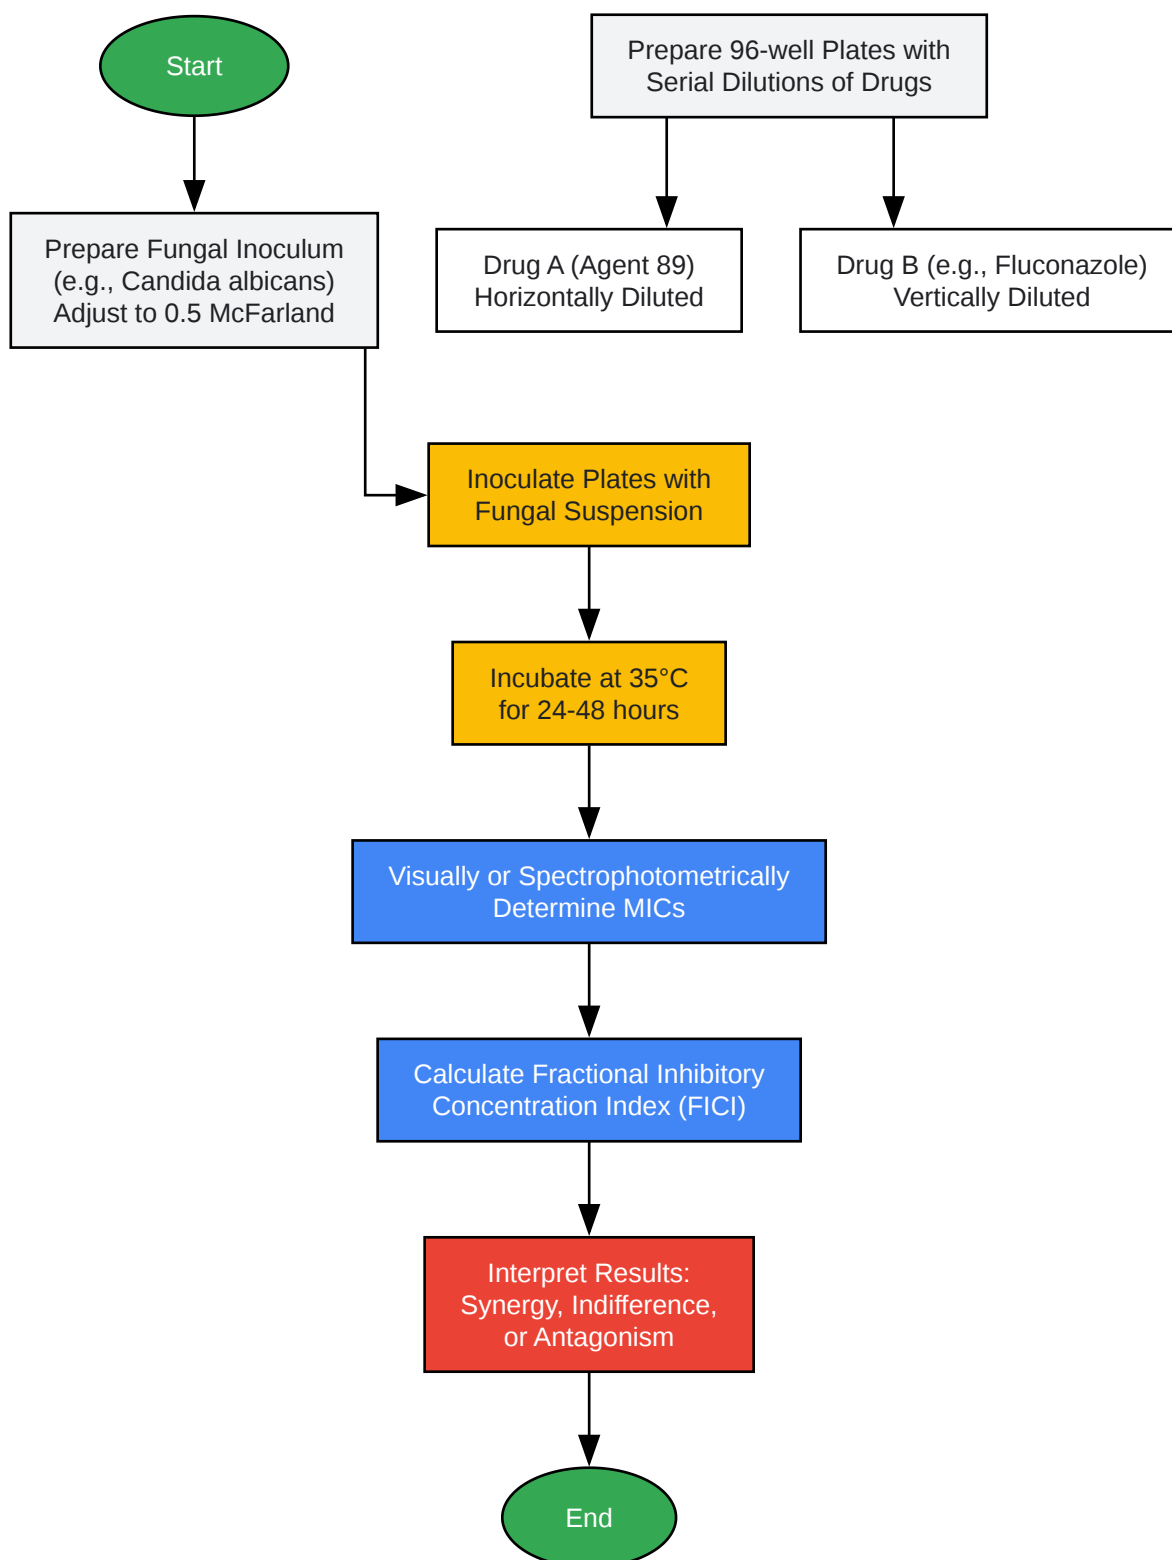 Start
Prepare 96-well Plates with
Serial Dilutions of Drugs
Prepare Fungal Inoculum
(e.g., Candida albicans)
Adjust to 0.5 McFarland
Drug A (Agent 89)
Horizontally Diluted
Drug B (e.g., Fluconazole)
Vertically Diluted
Inoculate Plates with
Fungal Suspension
Incubate at 35°C
for 24-48 hours
Visually or Spectrophotometrically
Determine MICs
Calculate Fractional Inhibitory
Concentration Index (FICI)
Interpret Results:
Synergy, Indifference,
or Antagonism
End